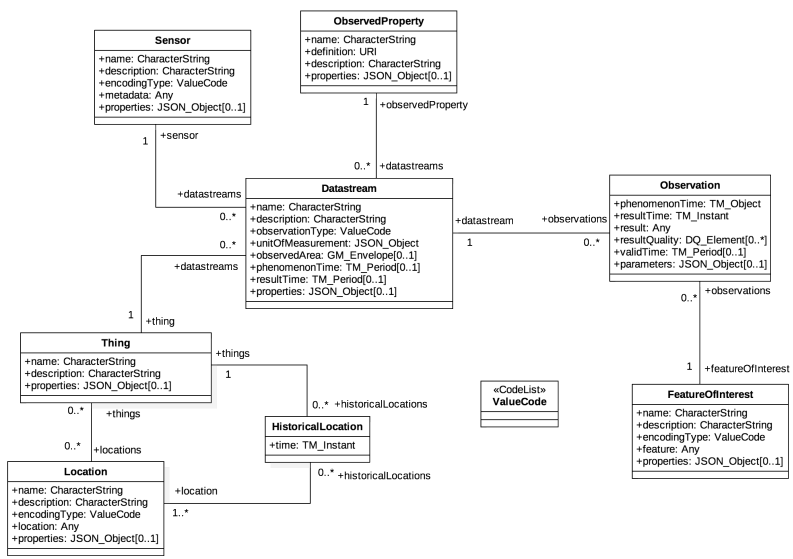 ObservedProperty
+name: CharacterString
+definition: URI
+description: CharacterString
+properties: JSON_Object[0..1]
Sensor
+name: CharacterString
+description: CharacterString
+encodingType: ValueCode
+metadata: Any
+properties: JSON_Object[0..1]
1
+observedProperty
1
+sensor
0..*
+datastreams
+datastreams
0..*
Datastream
+name: CharacterString
+description: CharacterString
+observationType: ValueCode
+unitOfMeasurement: JSON_Object
+observedArea: GM_Envelope[0..1]
+phenomenonTime: TM_Period[0..1]
+resultTime: TM_Period[0..1]
+properties: JSON_Object[0..1]
+datastream
1
+observations
0..*
Observation
+phenomenonTime: TM_Object
+resultTime: TM_Instant
+result: Any
+resultQuality: DQ_Element[0..*]
+validTime: TM_Period[0..1]
+parameters: JSON_Object[0..1]
0..*
+datastreams
0..*
+observations
1
+thing
Thing
+name: CharacterString
+description: CharacterString
+properties: JSON_Object[0..1]
+things
1
1
+featureOfInterest
0..*
+things
0..*
+historicalLocations
«CodeList»
ValueCode
FeatureOfInterest
+name: CharacterString
+description: CharacterString
+encodingType: ValueCode
+feature: Any
+properties: JSON_Object[0..1]
HistoricalLocation
+time: TM_Instant
0..*
+locations
0..*
+historicalLocations
Location
+name: CharacterString
+description: CharacterString
+encodingType: ValueCode
+location: Any
+properties: JSON_Object[0..1]
+location
1..*